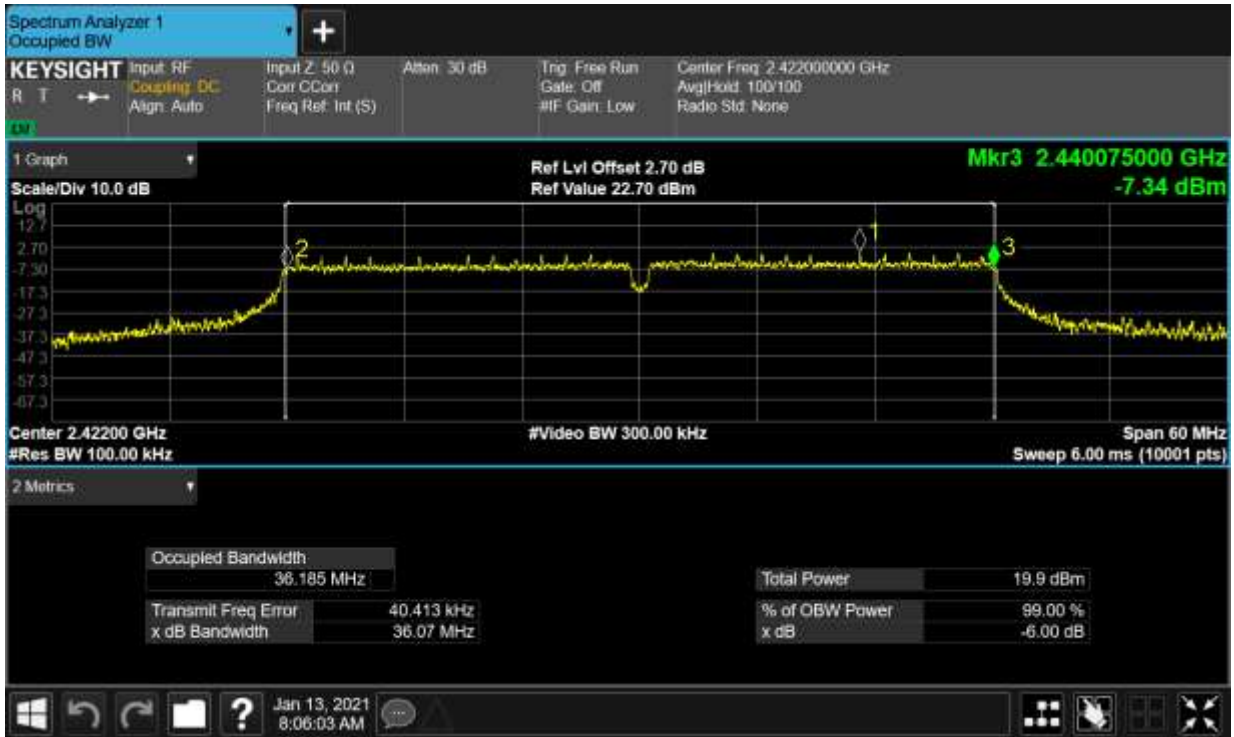 Spectrum Analyzer 1
Occupied BW
KEYSIGHT
R T
Input: RF
Coupling: DC
Align: Auto
Input Z: 50 Ω
Corr CCorr
Freq Ref: Int (S)
Atten: 30 dB
Trig: Free Run
Gate: Off
#IF Gain: Low
Center Freq: 2.422000000 GHz
Avg|Hold: 100/100
Radio Std: None
1 Graph
Scale/Div 10.0 dB
Ref Lvl Offset 2.70 dB
Ref Value 22.70 dBm
Mkr3 2.440075000 GHz
-7.34 dBm
Log
12.7
2.70
-7.30
-17.3
-27.3
-37.3
-47.3
-57.3
-67.3
2
1
3
Center 2.42200 GHz
#Res BW 100.00 kHz
#Video BW 300.00 kHz
Span 60 MHz
Sweep 6.00 ms (10001 pts)
2 Metrics
Occupied Bandwidth
36.185 MHz
Transmit Freq Error 40.413 kHz
x dB Bandwidth 36.07 MHz
Total Power 19.9 dBm
% of OBW Power 99.00 %
x dB -6.00 dB
?
Jan 13, 2021
8:06:03 AM